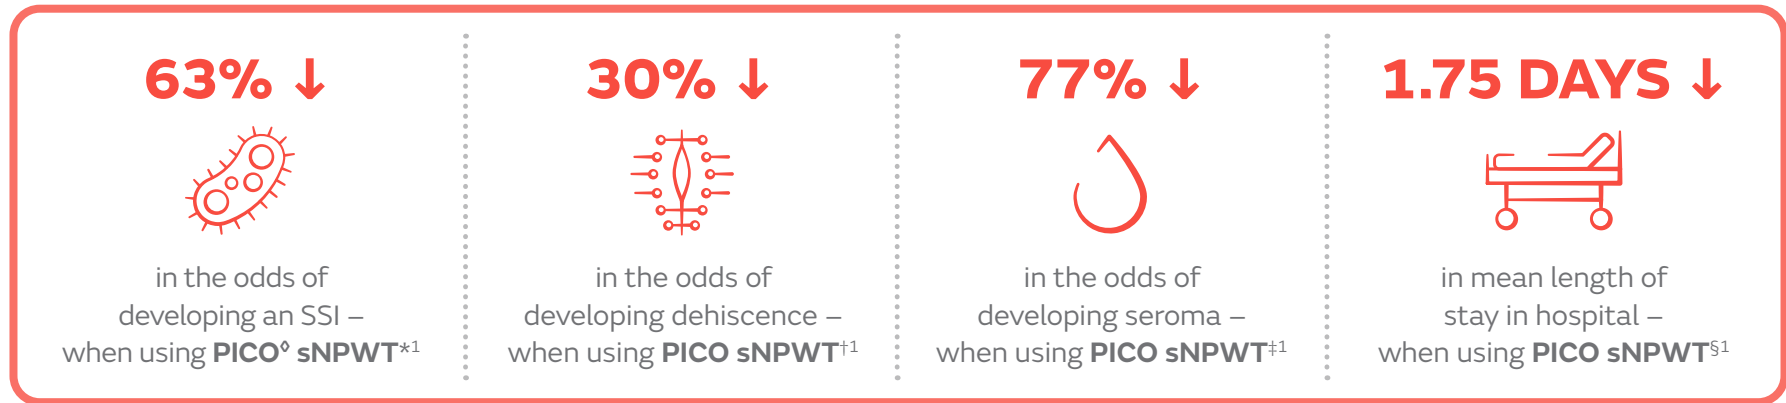 63% ↓
in the odds of
developing an SSI –
when using PICO◊ sNPWT*1
30% ↓
in the odds of
developing dehiscence –
when using PICO sNPWT†1
77% ↓
in the odds of
developing seroma –
when using PICO sNPWT‡1
1.75 DAYS ↓
in mean length of
stay in hospital –
when using PICO sNPWT§1